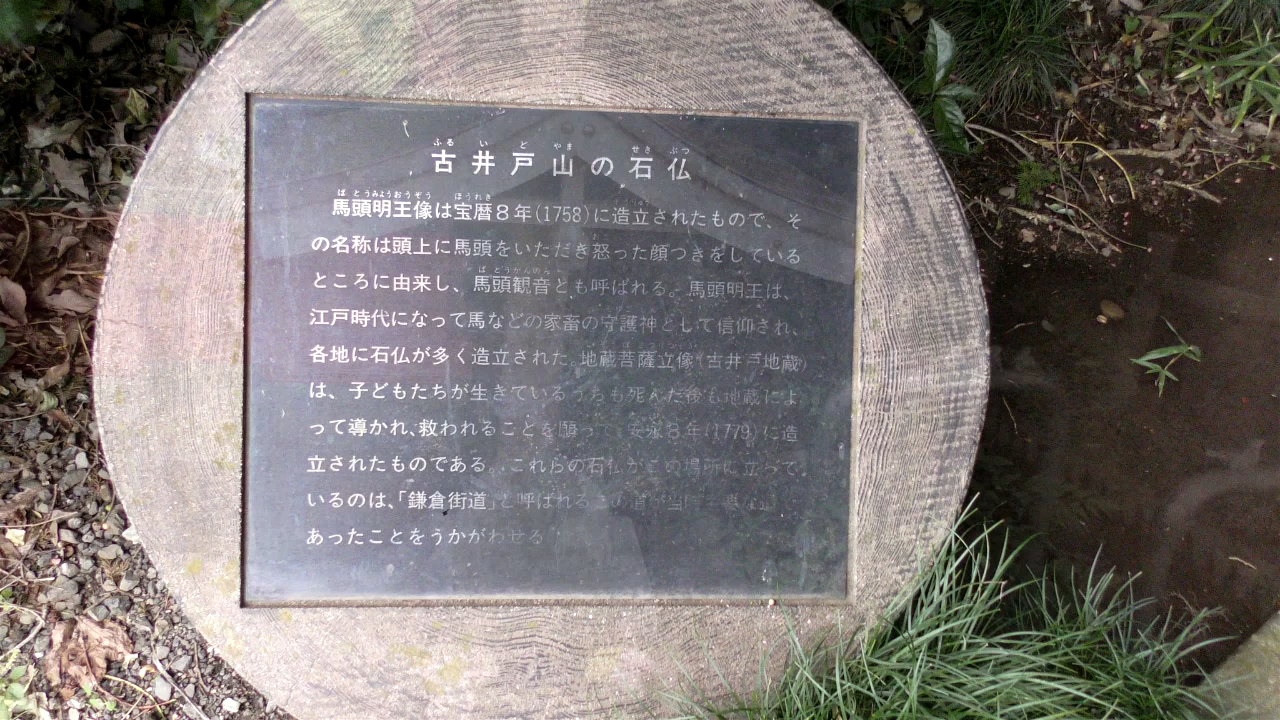 古井戸山の石仏
馬頭明王像は宝暦8年(1758)に造立されたもので、そ
の名称は頭上に馬頭をいただき怒った顔つきをしている
ところに由来し、馬頭観音とも呼ばれる。馬頭明王は、
江戸時代になって馬などの家畜の守護神として信仰され、
各地に石仏が多く造立された。地蔵菩薩立像(古井戸地蔵)
は、子どもたちが生きているうちも死んだ後も地蔵によ
って導かれ、救われることを願って、安永8年(1779)に造
立されたものである。これらの石仏がこの場所に立って
いるのは、「鎌倉街道」と呼ばれるこの道が
あったことをうかがわせる